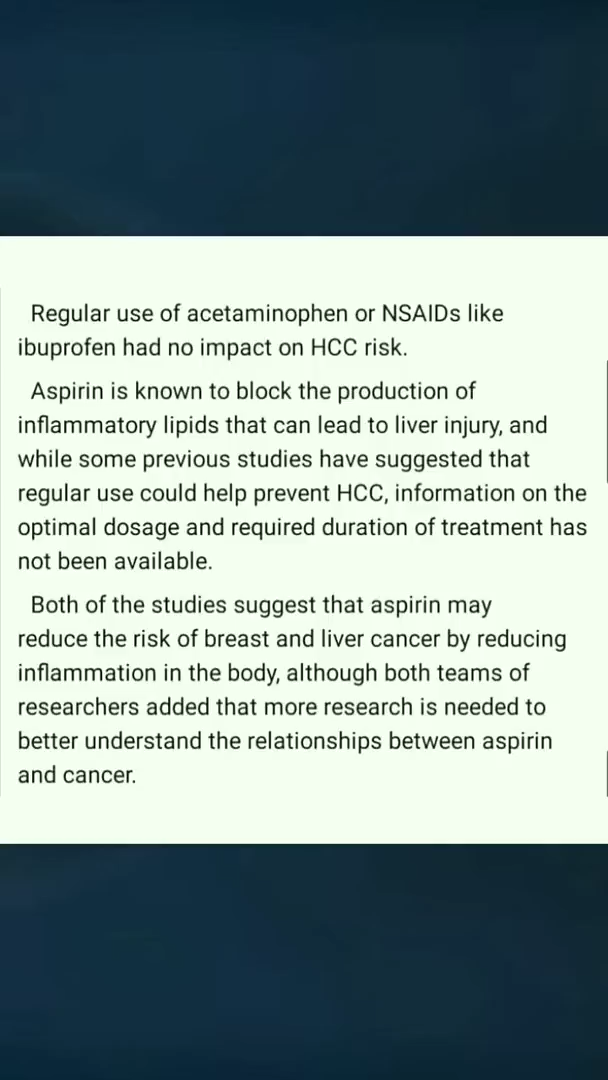 Regular use of acetaminophen or NSAIDs like
ibuprofen had no impact on HCC risk.
Aspirin is known to block the production of
inflammatory lipids that can lead to liver injury, and
while some previous studies have suggested that
regular use could help prevent HCC, information on the
optimal dosage and required duration of treatment has
not been available.
Both of the studies suggest that aspirin may
reduce the risk of breast and liver cancer by reducing
inflammation in the body, although both teams of
researchers added that more research is needed to
better understand the relationships between aspirin
and cancer.